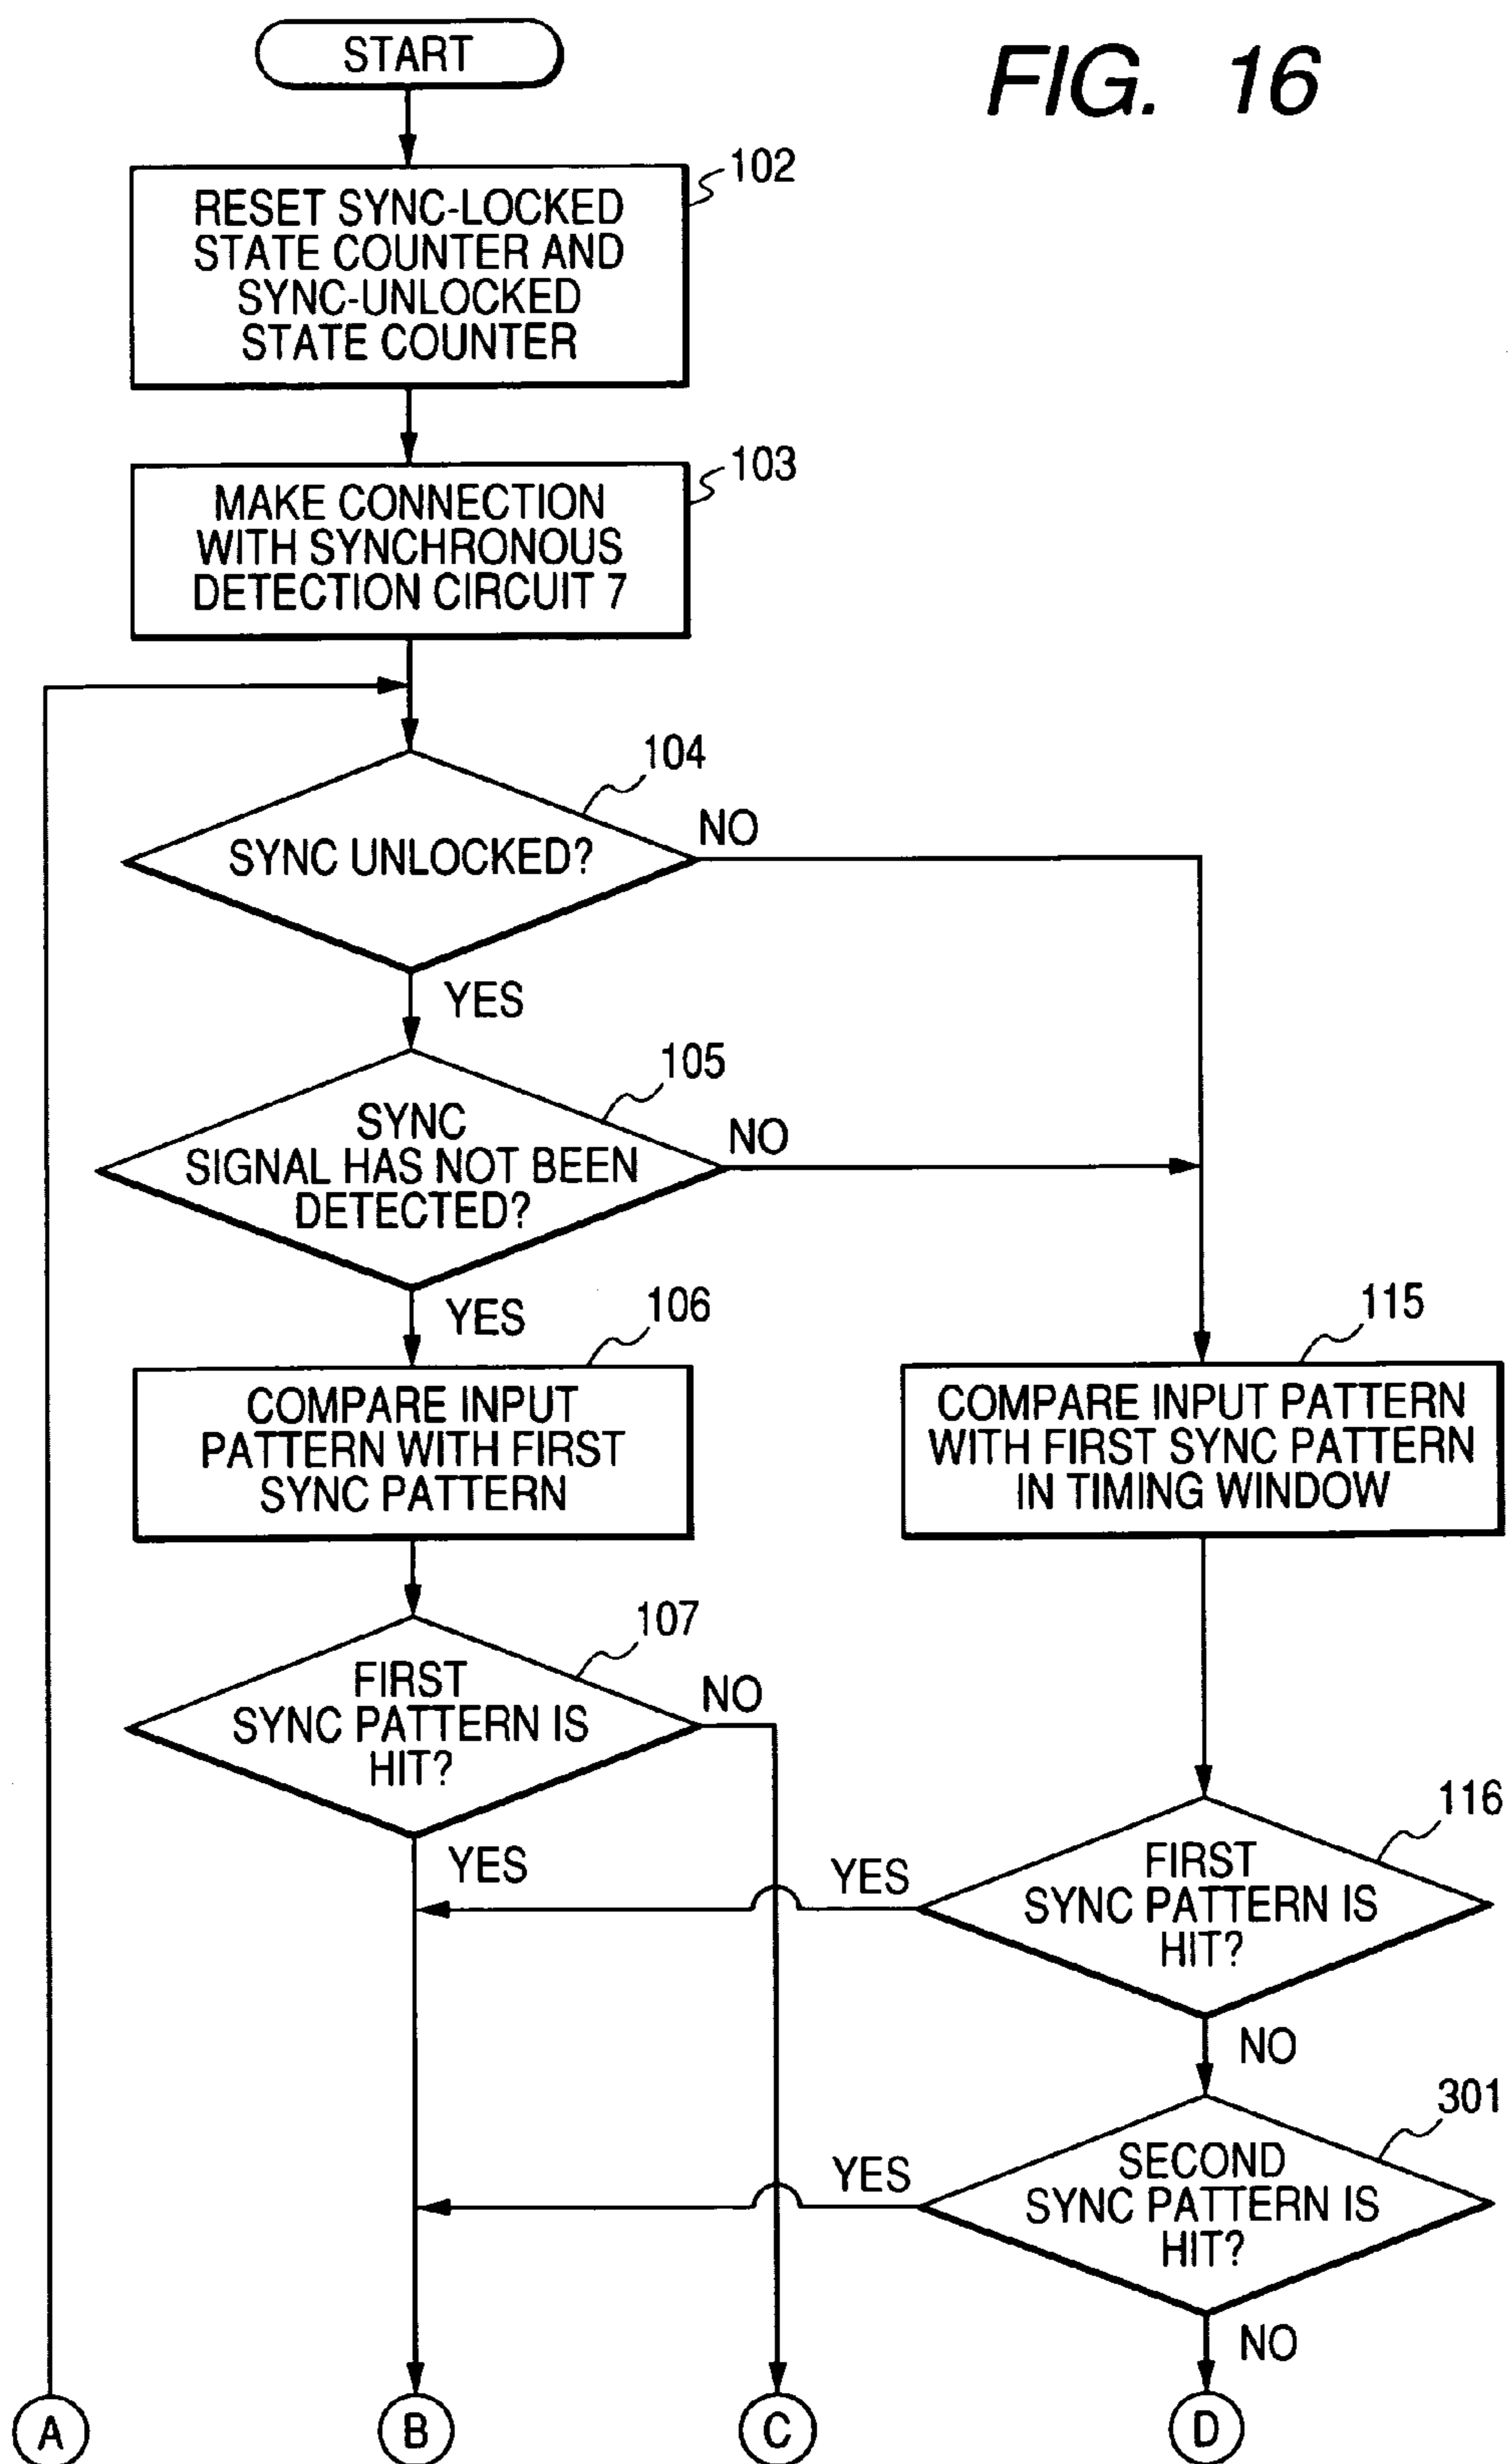 START
FIG. 16
102
RESET SYNC-LOCKED
STATE COUNTER AND
SYNC-UNLOCKED
STATE COUNTER
103
MAKE CONNECTION
WITH SYNCHRONOUS
DETECTION CIRCUIT 7
104
SYNC UNLOCKED?
NO
YES
105
SYNC
SIGNAL HAS NOT BEEN
DETECTED?
NO
YES
106
COMPARE INPUT
PATTERN WITH FIRST
SYNC PATTERN
115
COMPARE INPUT PATTERN
WITH FIRST SYNC PATTERN
IN TIMING WINDOW
107
FIRST
SYNC PATTERN IS
HIT?
NO
YES
116
FIRST
SYNC PATTERN IS
HIT?
YES
NO
301
SECOND
SYNC PATTERN IS
HIT?
YES
NO
A
B
C
D